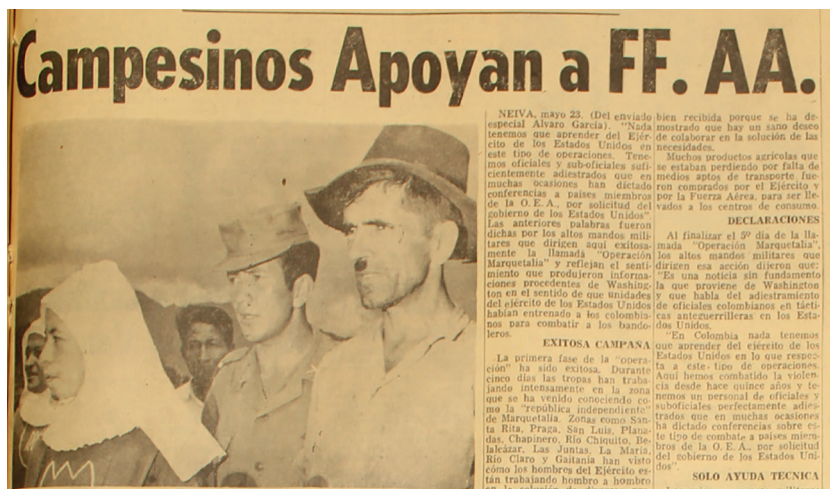 Campesinos Apoyan a FF. AA.
NEIVA, mayo 23. (Del enviado
especial Alvaro García). "Nada
tenemos que aprender del Ejér-
cito de los Estados Unidos en
este tipo de operaciones. Tene-
mos oficiales y sub-oficiales sufi-
cientemente adiestrados que en
muchas ocasiones han dictado
conferencias a países miembros
de la O. E. A., por solicitud del
gobierno de los Estados Unidos".
Las anteriores palabras fueron
dichas por los altos mandos mili-
tares que dirigen aquí exitosa-
mente la llamada "Operación
Marquetalia" y reflejan el senti-
miento que produjeron informa-
ciones procedentes de Washing-
ton en el sentido de que unidades
del ejército de los Estados Unidos
habían entrenado a los colombia-
nos para combatir a los bando-
leros.
EXITOSA CAMPAÑA
La primera fase de la "opera-
ción" ha sido exitosa. Durante
cinco días las tropas han traba-
jando intensamente en la zona
que se ha venido conociendo co-
mo la "república independiente"
de Marquetalia. Zonas como San-
ta Rita, Praga, San Luis, Plana-
das, Chapinero, Río Chiquito, Be-
lalcázar, Las Juntas, La María,
Río Claro y Gaitania han visto
cómo los hombres del Ejército es-
tán trabajando hombro a hombro
bien recibida porque se ha de-
mostrado que hay un sano deseo
de colaborar en la solución de las
necesidades.
Muchos productos agrícolas que
se estaban perdiendo por falta de
medios aptos de transporte fue-
ron comprados por el Ejército y
por la Fuerza Aérea, para ser lle-
vados a los centros de consumo.
DECLARACIONES
Al finalizar el 5º día de la lla-
mada "Operación Marquetalia",
los altos mandos militares que
dirigen esa acción dijeron que:
"Es una noticia sin fundamento
la que proviene de Washington
y que habla del adiestramiento
de oficiales colombianos en tácti-
cas antiguerrilleras en los Esta-
dos Unidos.
"En Colombia nada tenemos
que aprender del ejército de los
Estados Unidos en lo que respec-
ta a este tipo de operaciones.
Aquí hemos combatido la violen-
cia desde hace quince años y te-
nemos un personal de oficiales y
suboficiales perfectamente adies-
trados que en muchas ocasiones
ha dictado conferencias sobre es-
te tipo de combate a países miem-
bros de la O. E. A., por solicitud
del gobierno de los Estados Uni-
dos".
SOLO AYUDA TECNICA